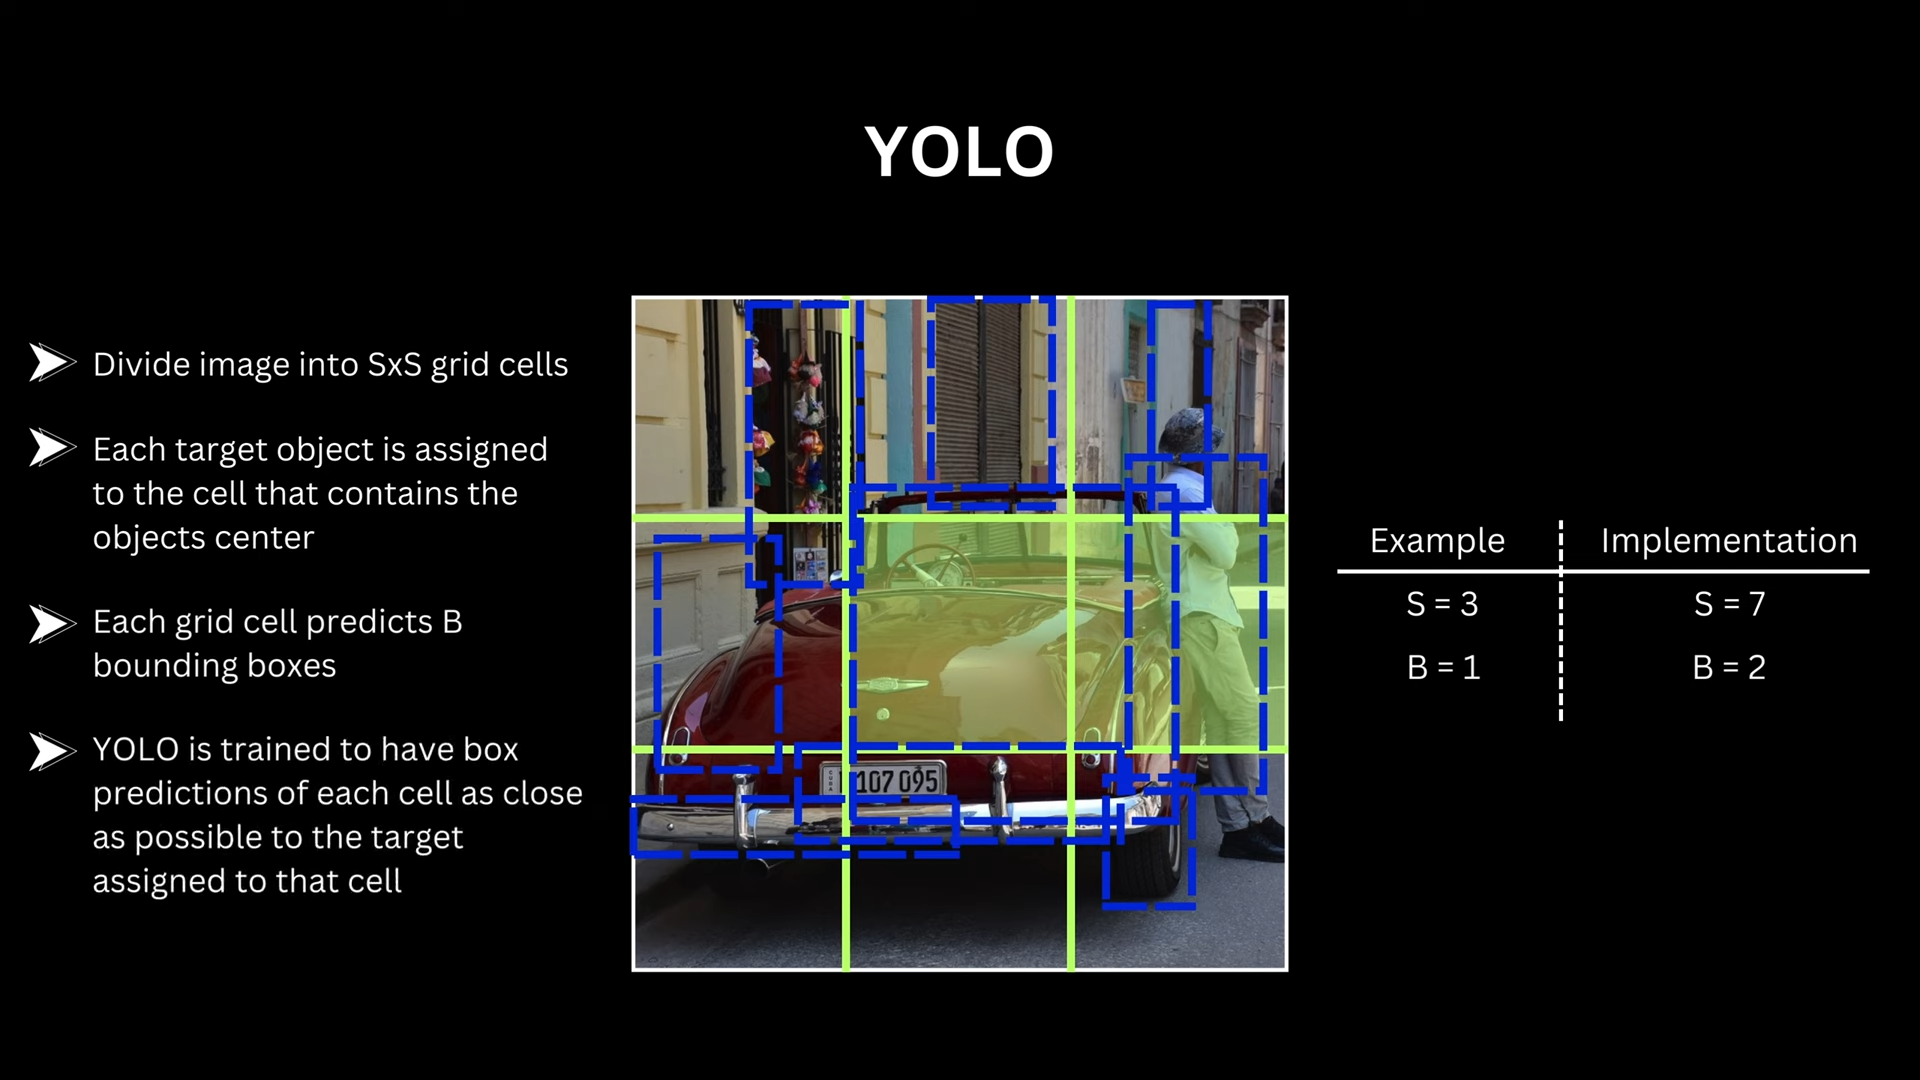 YOLO
Divide image into SxS grid cells
Each target object is assigned
to the cell that contains the
objects center
Each grid cell predicts B
bounding boxes
YOLO is trained to have box
predictions of each cell as close
as possible to the target
assigned to that cell
107 095
Example Implementation
S = 3 S = 7
B = 1 B = 2